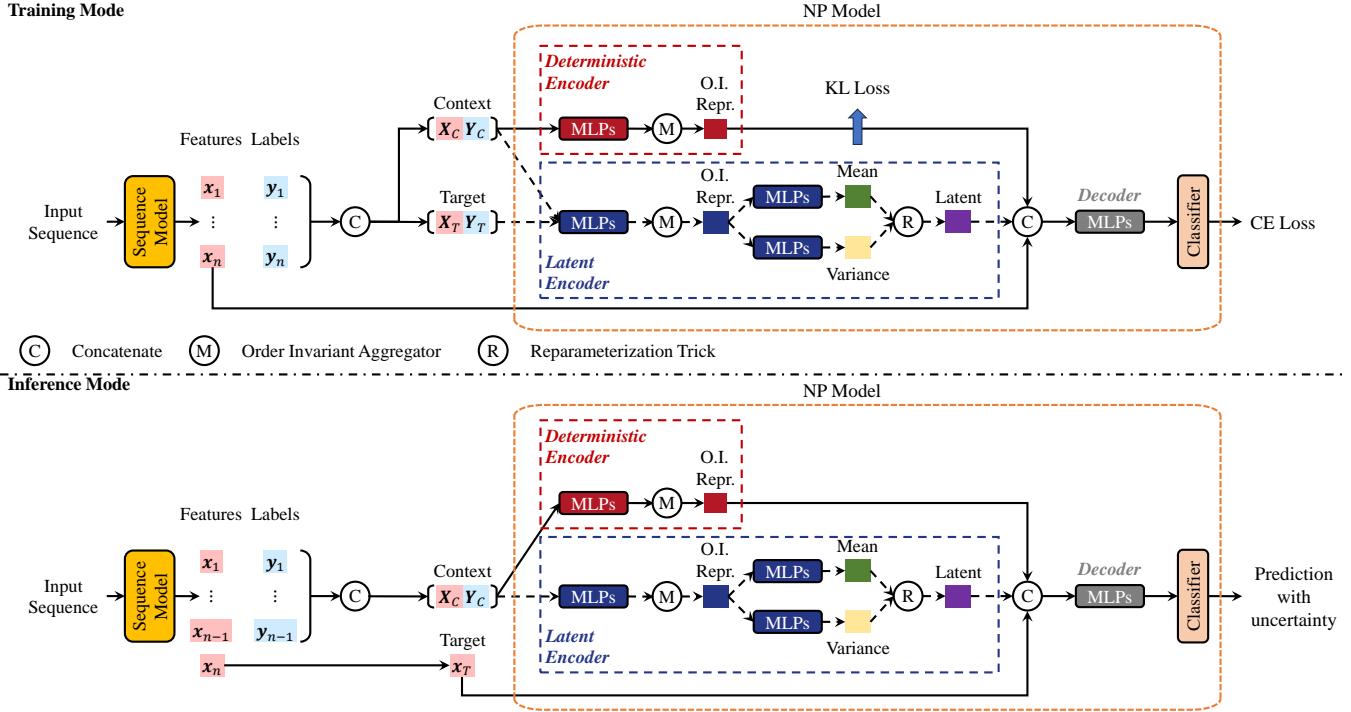 Training Mode
NP Model
Deterministic
Encoder
O.I.
Repr.
KL Loss
Context
Features Labels
MLPs
M
X_C Y_C
x_1
y_1
O.I.
Repr.
Mean
Input
Sequence
Sequence
Model
⋮
⋮
C
Target
X_T Y_T
MLPs
M
MLPs
MLPs
R
Latent
C
Decoder
MLPs
Classifier
CE Loss
x_n
y_n
Latent
Encoder
Variance
C Concatenate
M Order Invariant Aggregator
R Reparameterization Trick
Inference Mode
NP Model
Deterministic
Encoder
O.I.
Repr.
MLPs
M
Features Labels
x_1
y_1
O.I.
Repr.
Mean
Input
Sequence
Sequence
Model
⋮
⋮
C
Context
X_C Y_C
MLPs
M
MLPs
MLPs
R
Latent
C
Decoder
MLPs
Classifier
Prediction
with
uncertainty
x_{n−1}
y_{n−1}
Target
Latent
Encoder
Variance
x_n
x_T